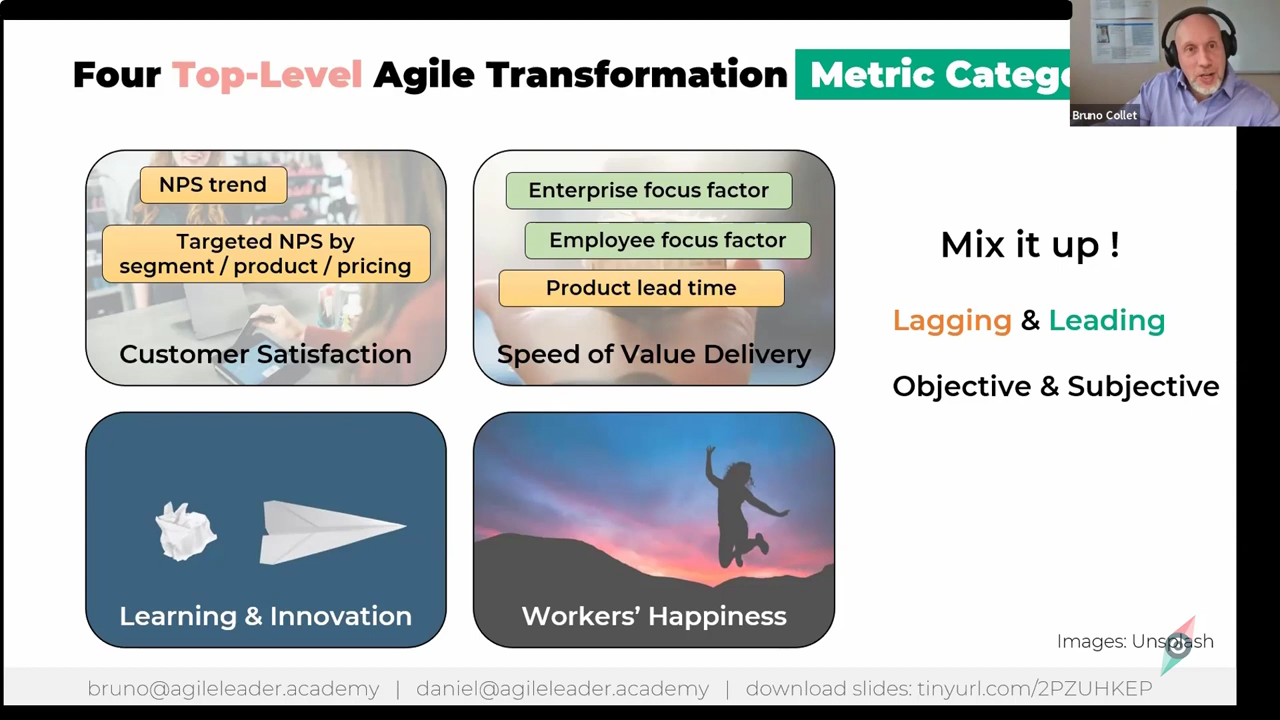 Four Top-Level Agile Transformation Metric Catego
Bruno Collet
NPS trend
Targeted NPS by
segment / product / pricing
Customer Satisfaction
Enterprise focus factor
Employee focus factor
Product lead time
Speed of Value Delivery
Mix it up !
Lagging & Leading
Objective & Subjective
Learning & Innovation
Workers’ Happiness
Images: Unsplash
bruno@agileleader.academy | daniel@agileleader.academy | download slides: tinyurl.com/2PZUHKEP